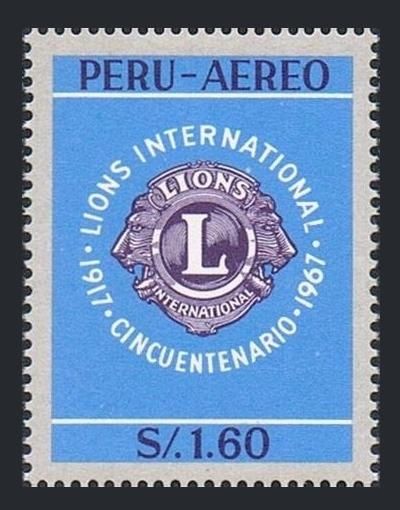 PERU-AEREO
· LIONS INTERNATIONAL ·
1917 · CINCUENTENARIO · 1967
LIONS
L
INTERNATIONAL
S/.1.60